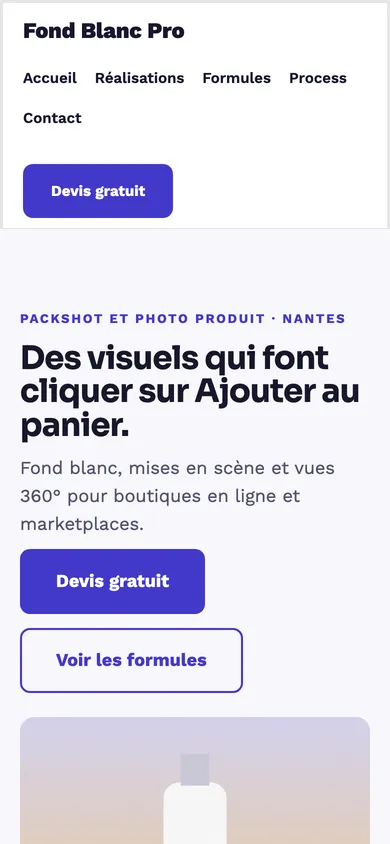 Fond Blanc Pro
Accueil Réalisations Formules Process
Contact
Devis gratuit
PACKSHOT ET PHOTO PRODUIT · NANTES
Des visuels qui font
cliquer sur Ajouter au
panier.
Fond blanc, mises en scène et vues
360° pour boutiques en ligne et
marketplaces.
Devis gratuit
Voir les formules